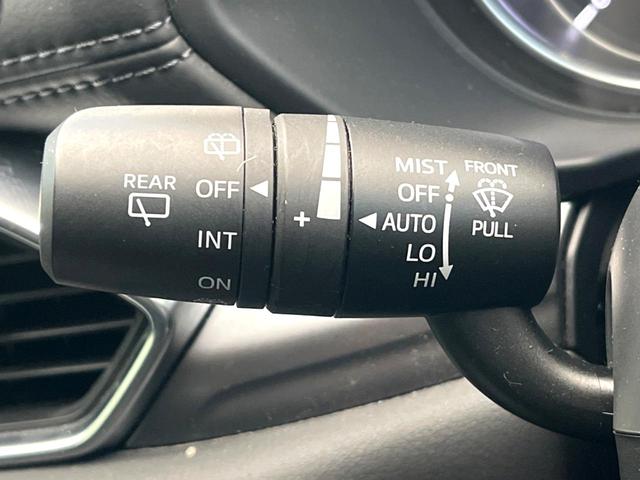 REAR
OFF
INT
ON
+
MIST
OFF
AUTO
LO
HI
FRONT
PULL